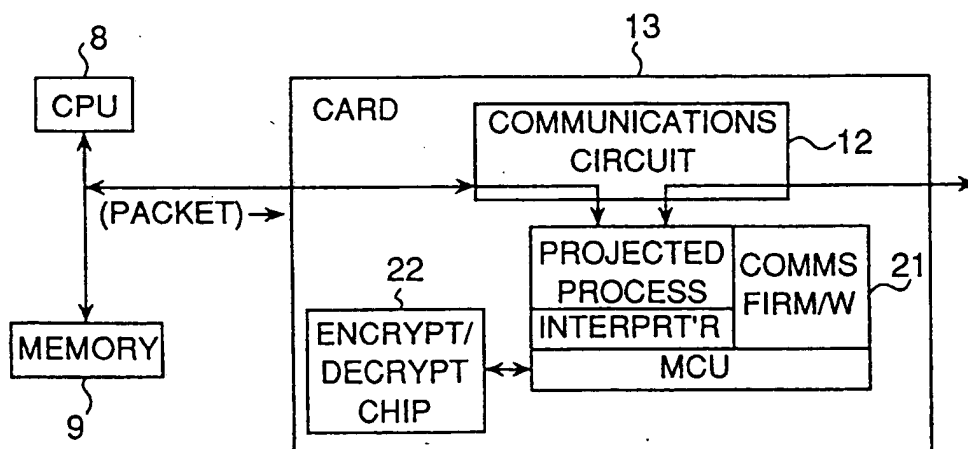 8
13
CPU
CARD
COMMUNICATIONS
CIRCUIT
12
(PACKET)
PROJECTED
PROCESS
COMMS
FIRM/W
21
22
INTERPRT'R
ENCRYPT/
DECRYPT
CHIP
MCU
MEMORY
9